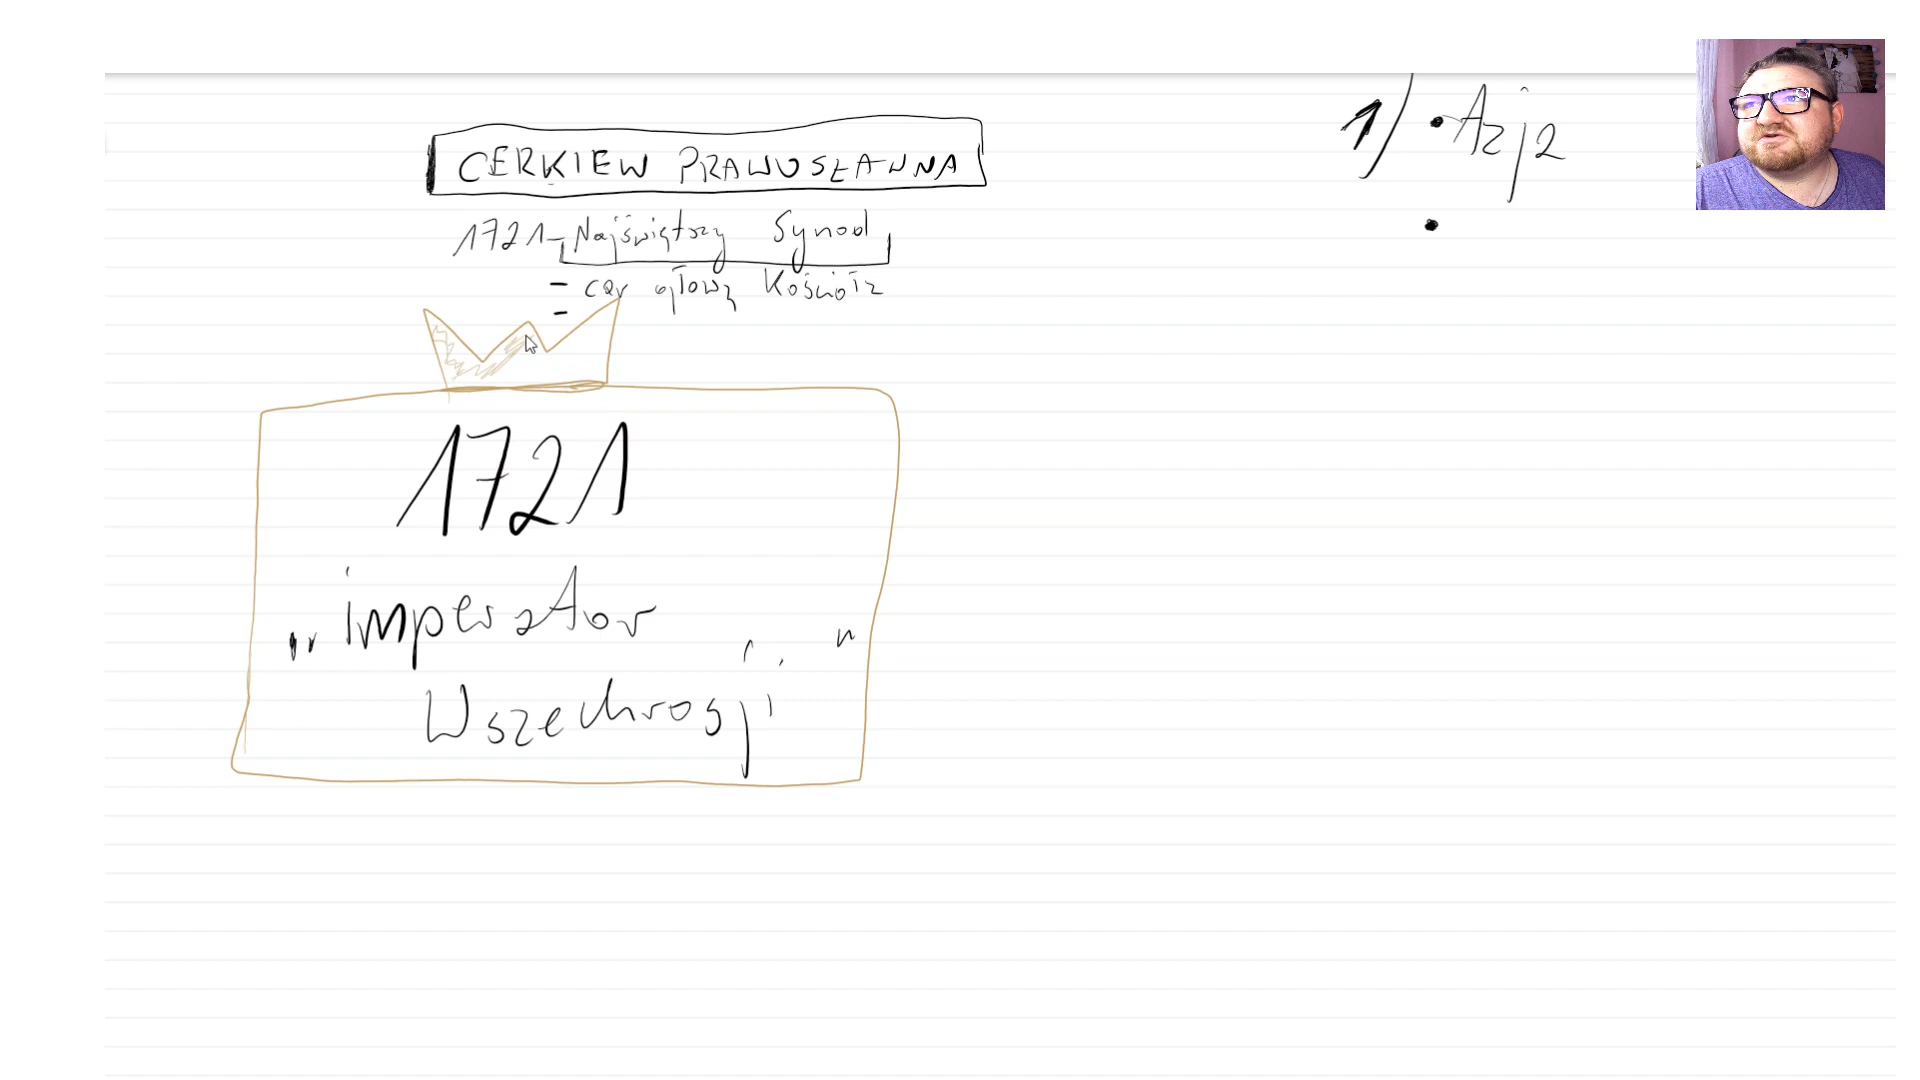 CERKIEW PRAWOSŁAWNA
1721 - Najświętszy Synod
- car głową Kościoła
-
1721
„imperator
Wszechrosji"
1) • Azja
•